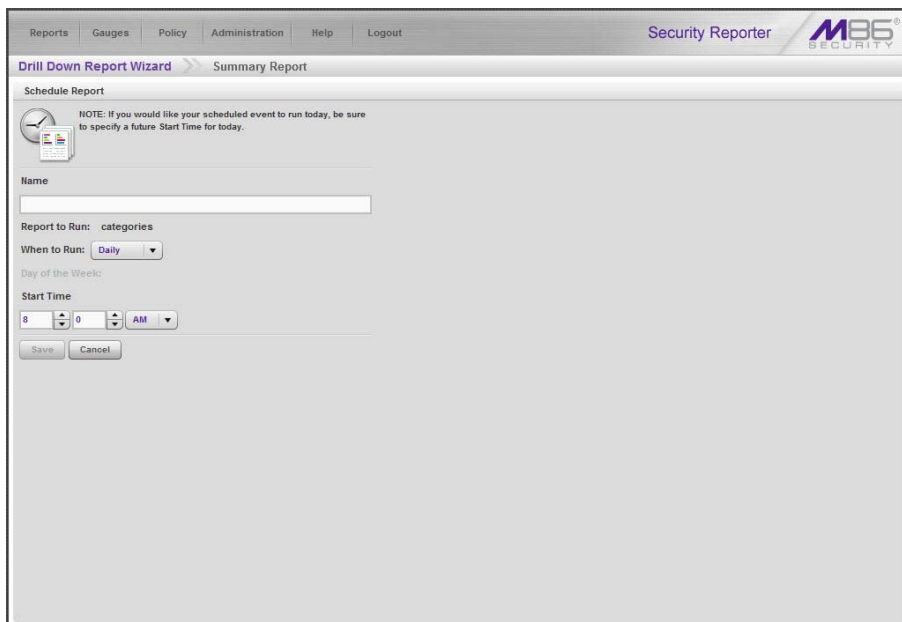 Reports Gauges Policy Administration Help Logout
Security Reporter
M86®
SECURITY
Drill Down Report Wizard Summary Report
Schedule Report
NOTE: If you would like your scheduled event to run today, be sure
to specify a future Start Time for today.
Name
Report to Run: categories
When to Run: Daily
Day of the Week:
Start Time
8 0 AM
Save Cancel